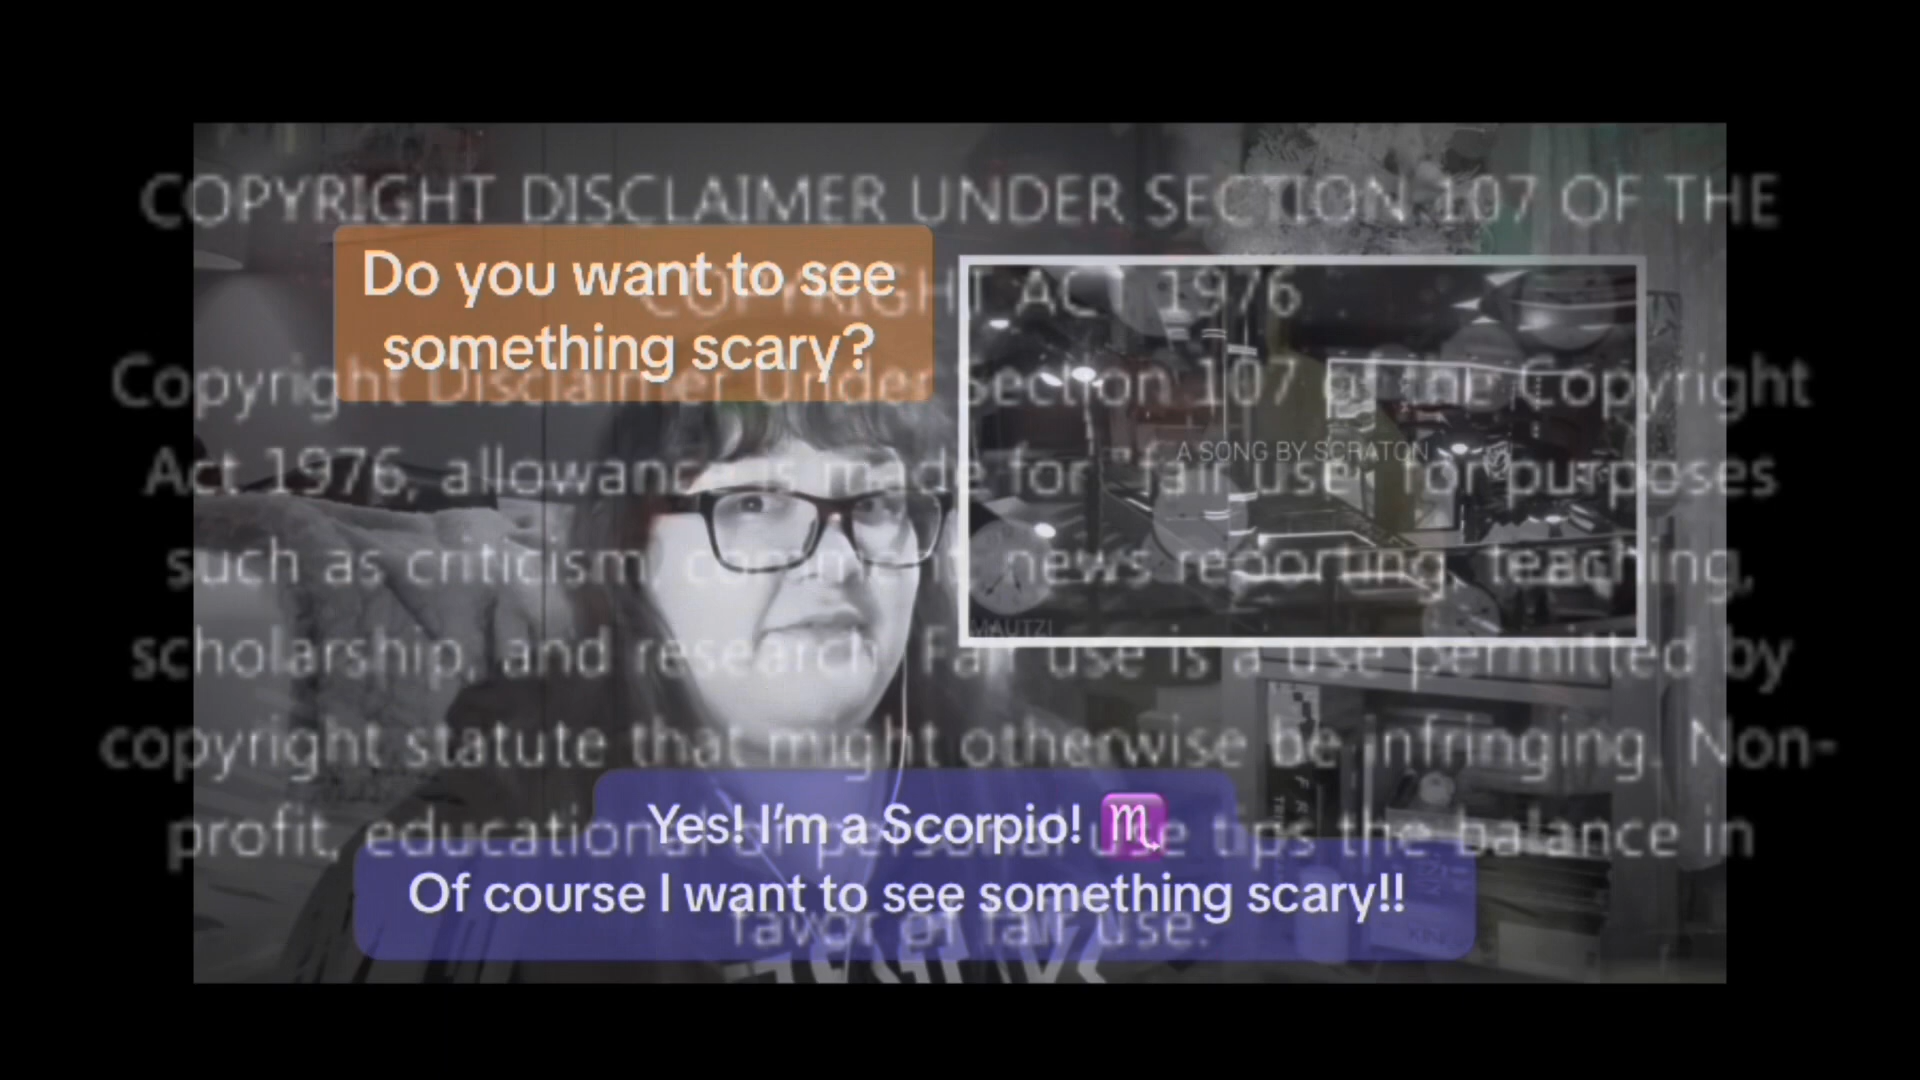 COPYRIGHT DISCLAIMER UNDER SECTION 107 OF THE
COPYRIGHT ACT 1976
Do you want to see
something scary?
Copyright Disclaimer Under Section 107 of the Copyright
Act 1976, allowance is made for "fair use" for purposes
such as criticism, comment, news reporting, teaching,
scholarship, and research. Fair use is a use permitted by
copyright statute that might otherwise be infringing. Non-
profit, educational or personal use tips the balance in
favor of fair use.
A SONG BY SCRATON
MAUTZI
Yes! I'm a Scorpio! ♏
Of course I want to see something scary!!